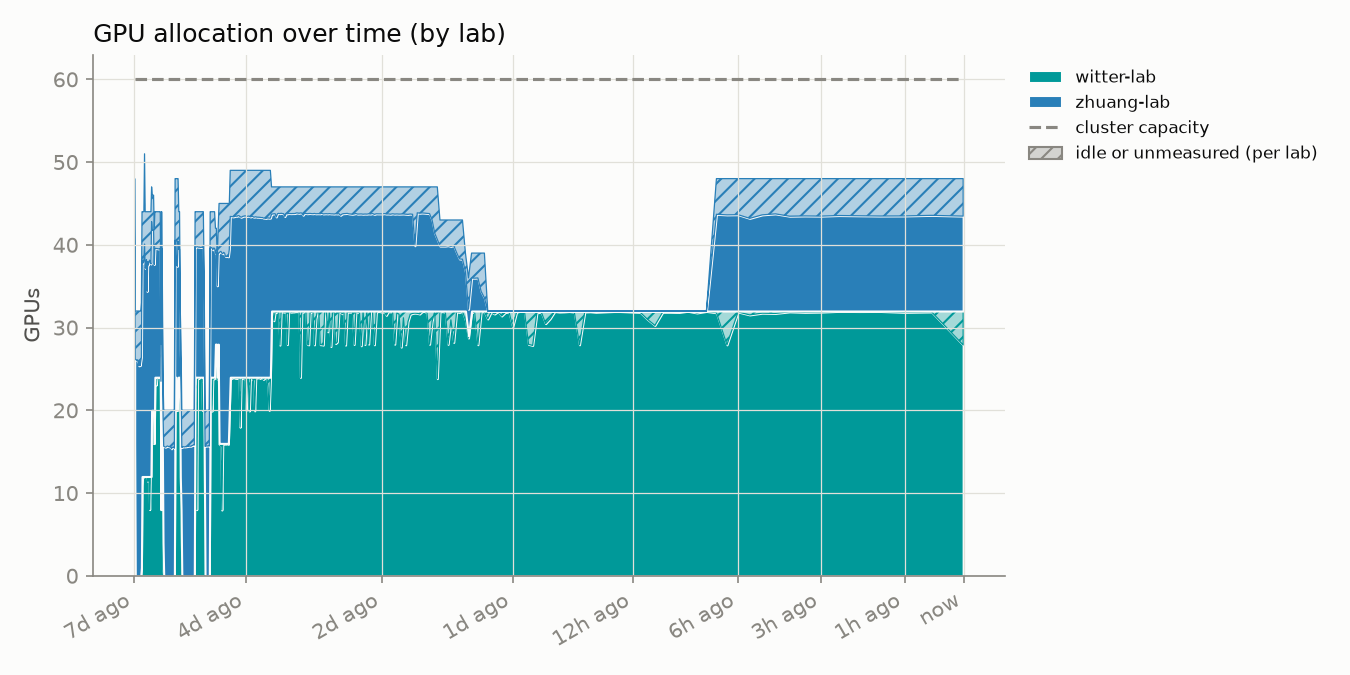 GPU allocation over time (by lab)
60
50
40
30
20
10
0
GPUs
7d ago
4d ago
2d ago
1d ago
12h ago
6h ago
3h ago
1h ago
now
witter-lab
zhuang-lab
cluster capacity
idle or unmeasured (per lab)